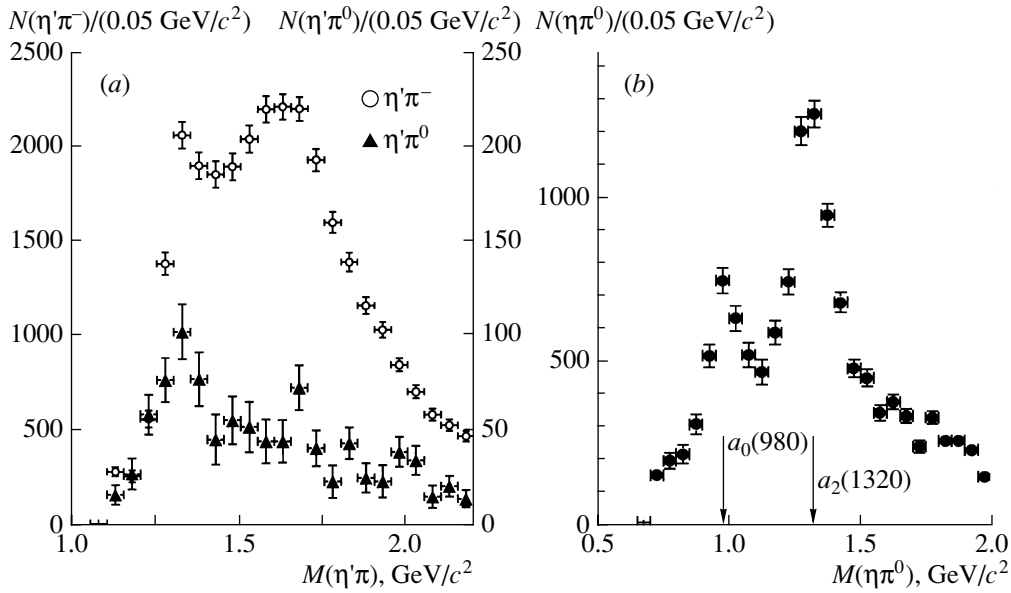 N(η'π⁻)/(0.05 GeV/c²) N(η'π⁰)/(0.05 GeV/c²) N(ηπ⁰)/(0.05 GeV/c²)
2500 250
(a) (b)
η'π⁻
η'π⁰
2000 200
1500 150
1000 100 1000
500 50 500
a₀(980)
a₂(1320)
0 0 0
1.0 1.5 2.0 0.5 1.0 1.5 2.0
M(η'π), GeV/c² M(ηπ⁰), GeV/c²